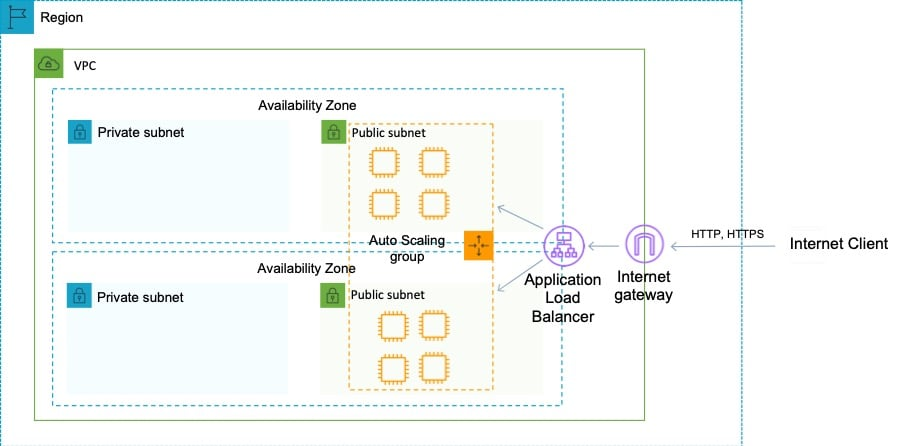 Region
VPC
Availability Zone
Private subnet
Public subnet
Auto Scaling
group
HTTP, HTTPS
Internet Client
Availability Zone
Application
Load
Balancer
Internet
gateway
Private subnet
Public subnet